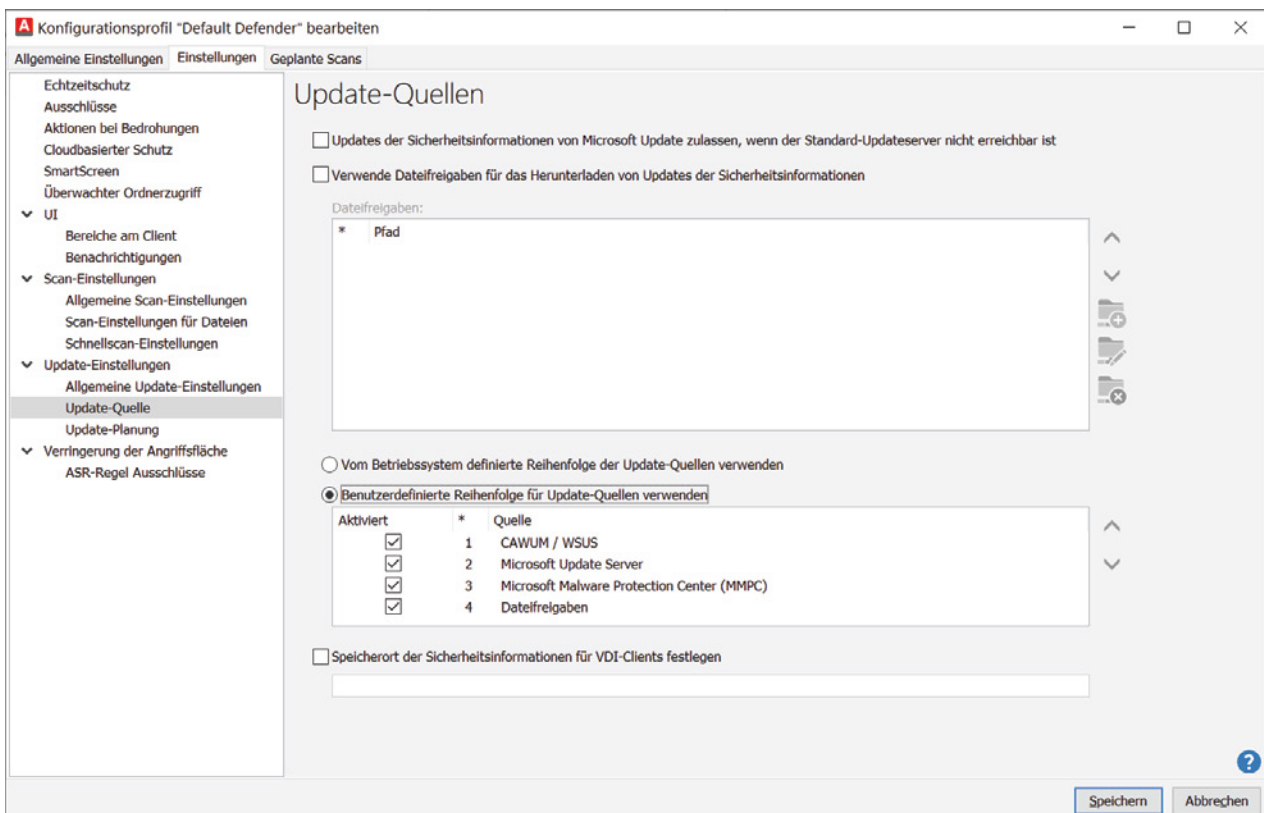 Konfigurationsprofil "Default Defender" bearbeiten
Allgemeine Einstellungen Einstellungen Geplante Scans
Echtzeitschutz
Ausschlüsse
Aktionen bei Bedrohungen
Cloudbasierter Schutz
SmartScreen
Überwachter Ordnerzugriff
UI
Bereiche am Client
Benachrichtigungen
Scan-Einstellungen
Allgemeine Scan-Einstellungen
Scan-Einstellungen für Dateien
Schnellscan-Einstellungen
Update-Einstellungen
Allgemeine Update-Einstellungen
Update-Quelle
Update-Planung
Verringerung der Angriffsfläche
ASR-Regel Ausschlüsse
Update-Quellen
Updates der Sicherheitsinformationen von Microsoft Update zulassen, wenn der Standard-Updateserver nicht erreichbar ist
Verwende Dateifreigaben für das Herunterladen von Updates der Sicherheitsinformationen
Dateifreigaben:
* Pfad
Vom Betriebssystem definierte Reihenfolge der Update-Quellen verwenden
Benutzerdefinierte Reihenfolge für Update-Quellen verwenden
Aktiviert * Quelle
1 CAWUM / WSUS
2 Microsoft Update Server
3 Microsoft Malware Protection Center (MMPC)
4 Dateifreigaben
Speicherort der Sicherheitsinformationen für VDI-Clients festlegen
?
Speichern Abbrechen